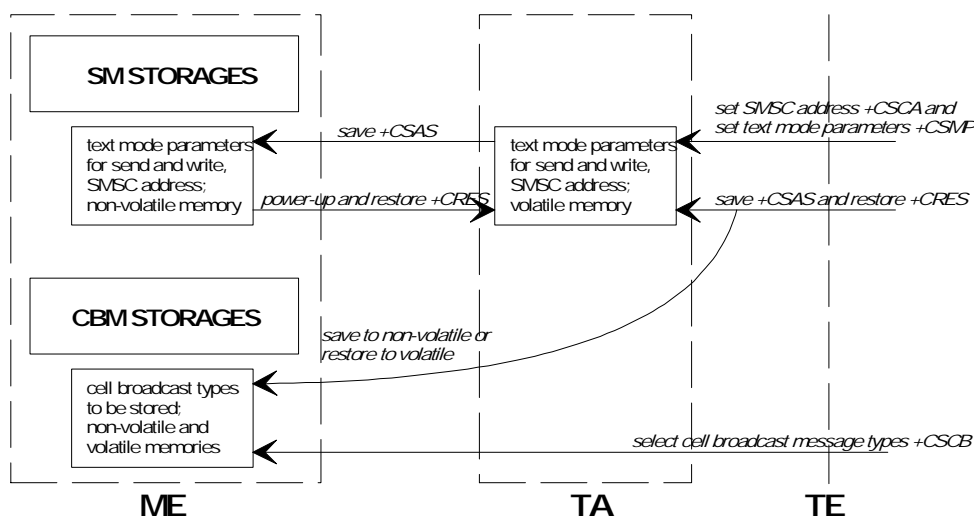 SM STORAGES
text mode parameters
for send and write,
SMSC address;
non-volatile memory
save +CSAS
power-up and restore +CRES
text mode parameters
for send and write,
SMSC address;
volatile memory
set SMSC address +CSCA and
set text mode parameters +CSMP
save +CSAS and restore +CRES
CBM STORAGES
save to non-volatile or
restore to volatile
cell broadcast types
to be stored;
non-volatile and
volatile memories
select cell broadcast message types +CSCB
ME
TA
TE